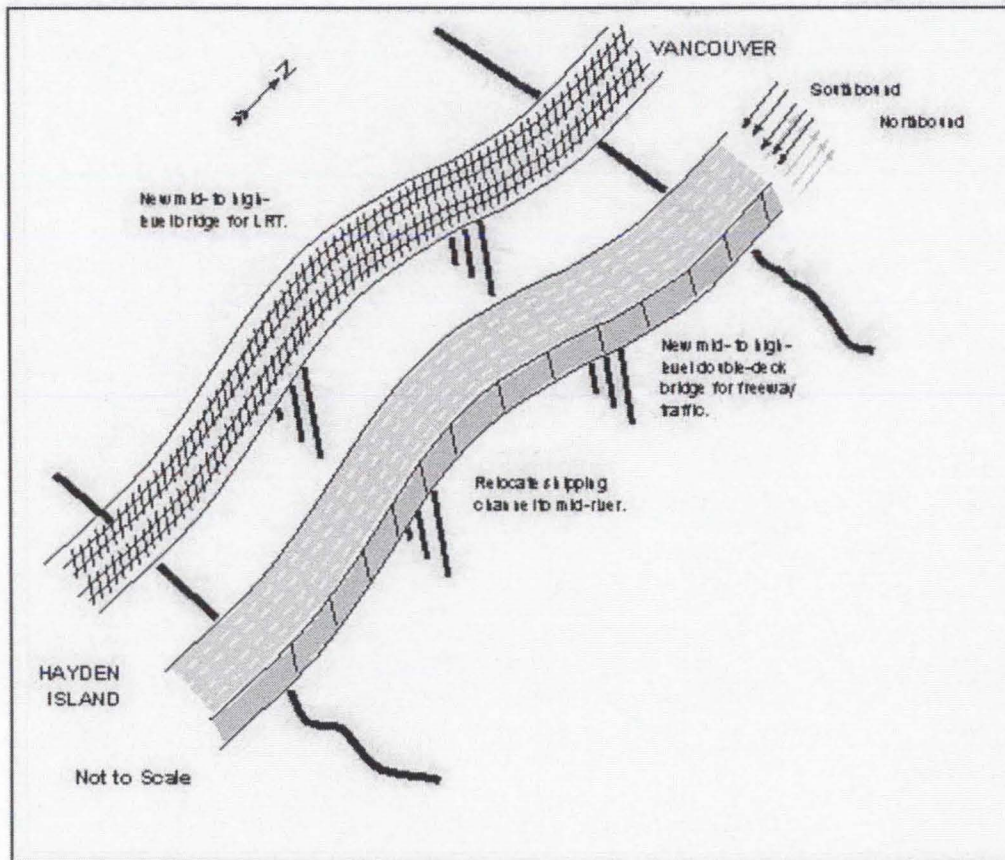 VANCOUVER
Southbound
Northbound
N
New mid- to high-
level bridge for LRT.
New mid- to high-
level double-deck
bridge for freeway
traffic.
Relocate shipping
channel to mid-river.
HAYDEN
ISLAND
Not to Scale